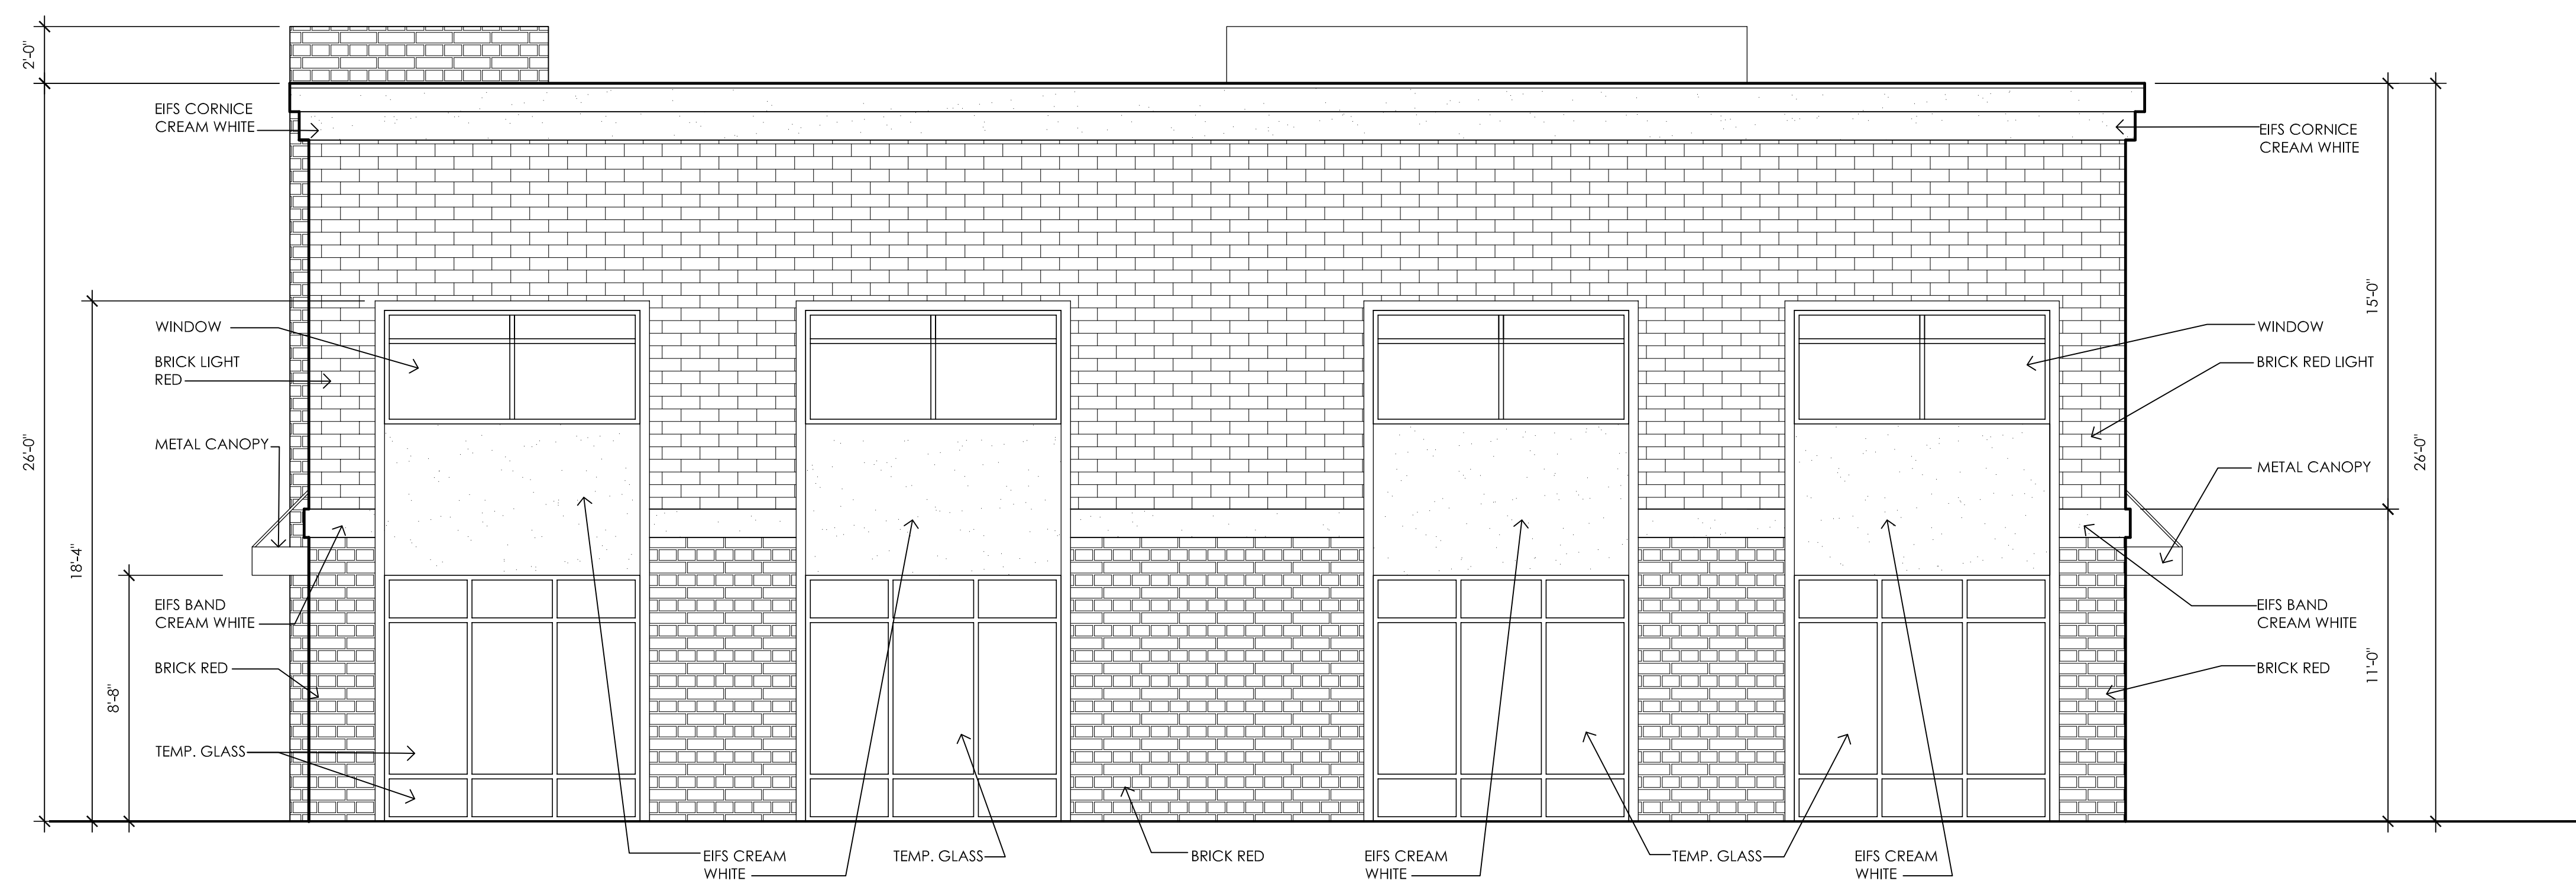 2'-0"
EIFS CORNICE
CREAM WHITE
EIFS CORNICE
CREAM WHITE
WINDOW
BRICK LIGHT
RED
METAL CANOPY
26'-0"
18'-4"
8'-8"
EIFS BAND
CREAM WHITE
BRICK RED
TEMP. GLASS
15'-0"
26'-0"
11'-0"
WINDOW
BRICK RED LIGHT
METAL CANOPY
EIFS BAND
CREAM WHITE
BRICK RED
EIFS CREAM
WHITE
TEMP. GLASS
BRICK RED
EIFS CREAM
WHITE
TEMP. GLASS
EIFS CREAM
WHITE